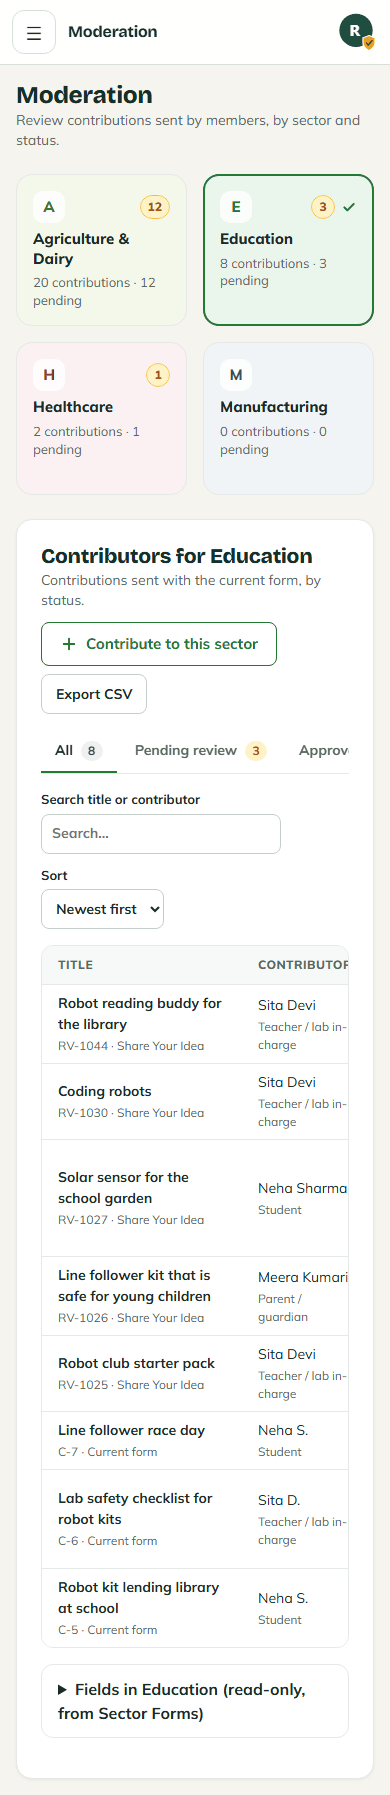 ☰ Moderation R
Moderation
Review contributions sent by members, by sector and
status.
A 12
Agriculture &
Dairy
20 contributions · 12
pending
E 3 ✓
Education
8 contributions · 3
pending
H 1
Healthcare
2 contributions · 1
pending
M
Manufacturing
0 contributions · 0
pending
Contributors for Education
Contributions sent with the current form, by
status.
+ Contribute to this sector
Export CSV
All 8 Pending review 3 Approv
Search title or contributor
Search...
Sort
Newest first
TITLE CONTRIBUTOR
Robot reading buddy for
the library
RV-1044 · Share Your Idea
Sita Devi
Teacher / lab in-
charge
Coding robots
RV-1030 · Share Your Idea
Sita Devi
Teacher / lab in-
charge
Solar sensor for the
school garden
RV-1027 · Share Your Idea
Neha Sharma
Student
Line follower kit that is
safe for young children
RV-1026 · Share Your Idea
Meera Kumari
Parent /
guardian
Robot club starter pack
RV-1025 · Share Your Idea
Sita Devi
Teacher / lab in-
charge
Line follower race day
C-7 · Current form
Neha S.
Student
Lab safety checklist for
robot kits
C-6 · Current form
Sita D.
Teacher / lab in-
charge
Robot kit lending library
at school
C-5 · Current form
Neha S.
Student
▶ Fields in Education (read-only,
from Sector Forms)